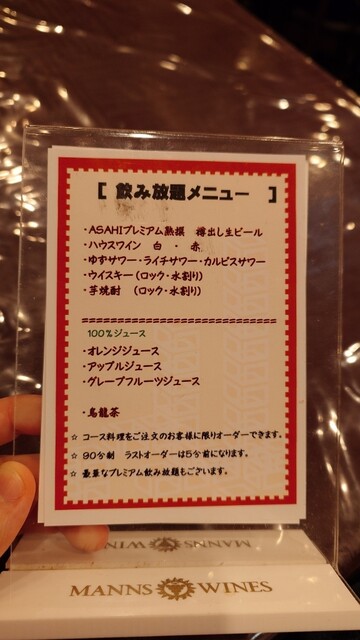 [ 飲み放題メニュー ]
・ASAHIプレミアム熟撰 樽出し生ビール
・ハウスワイン 白 ・ 赤
・ゆずサワー・ライチサワー・カルピスサワー
・ウイスキー(ロック・水割り)
・芋焼酎 (ロック・水割り)
============================
100%ジュース
・オレンジジュース
・アップルジュース
・グレープフルーツジュース
・烏龍茶
☆ コース料理をご注文のお客様に限りオーダーできます。
☆ 90分制 ラストオーダーは5分前になります。
☆ 豪華なプレミアム飲み放題もございます。
MANNS WINES